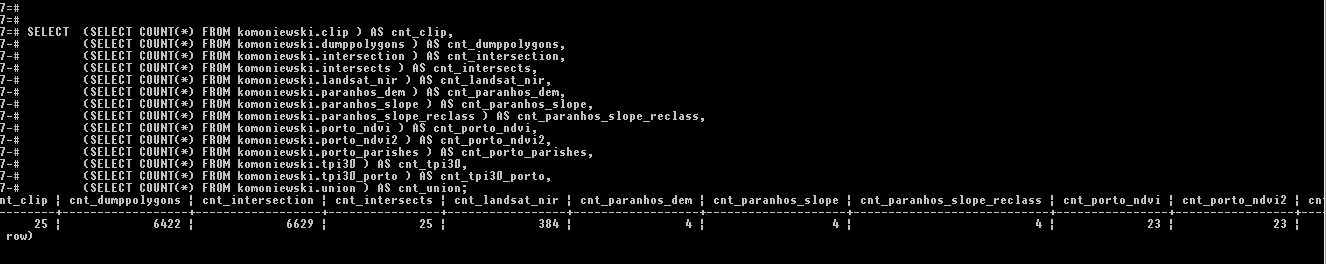 7=#
7=#
7=# SELECT  (SELECT COUNT(*) FROM komoniewski.clip ) AS cnt_clip,
7-#         (SELECT COUNT(*) FROM komoniewski.dumppolygons ) AS cnt_dumppolygons,
7-#         (SELECT COUNT(*) FROM komoniewski.intersection ) AS cnt_intersection,
7-#         (SELECT COUNT(*) FROM komoniewski.intersects ) AS cnt_intersects,
7-#         (SELECT COUNT(*) FROM komoniewski.landsat_nir ) AS cnt_landsat_nir,
7-#         (SELECT COUNT(*) FROM komoniewski.paranhos_dem ) AS cnt_paranhos_dem,
7-#         (SELECT COUNT(*) FROM komoniewski.paranhos_slope ) AS cnt_paranhos_slope,
7-#         (SELECT COUNT(*) FROM komoniewski.paranhos_slope_reclass ) AS cnt_paranhos_slope_reclass,
7-#         (SELECT COUNT(*) FROM komoniewski.porto_ndvi ) AS cnt_porto_ndvi,
7-#         (SELECT COUNT(*) FROM komoniewski.porto_ndvi2 ) AS cnt_porto_ndvi2,
7-#         (SELECT COUNT(*) FROM komoniewski.porto_parishes ) AS cnt_porto_parishes,
7-#         (SELECT COUNT(*) FROM komoniewski.tpi30 ) AS cnt_tpi30,
7-#         (SELECT COUNT(*) FROM komoniewski.tpi30_porto ) AS cnt_tpi30_porto,
7-#         (SELECT COUNT(*) FROM komoniewski.union ) AS cnt_union;
nt_clip | cnt_dumppolygons | cnt_intersection | cnt_intersects | cnt_landsat_nir | cnt_paranhos_dem | cnt_paranhos_slope | cnt_paranhos_slope_reclass | cnt_porto_ndvi | cnt_porto_ndvi2 | cnt
25 | 6422 | 6629 | 25 | 384 | 4 | 4 | 4 | 23 | 23 |
row)